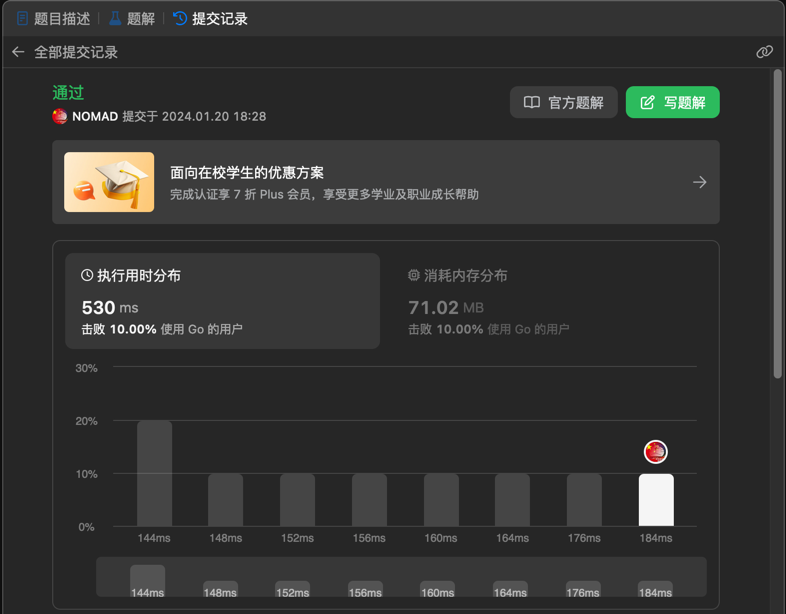 题目描述 题解 提交记录
全部提交记录
通过
NOMAD 提交于 2024.01.20 18:28
官方题解 写题解
面向在校学生的优惠方案
完成认证享 7 折 Plus 会员，享受更多学业及职业成长帮助
执行用时分布 消耗内存分布
530 ms 71.02 MB
击败 10.00% 使用 Go 的用户 击败 10.00% 使用 Go 的用户
30%
20%
10%
0%
144ms 148ms 152ms 156ms 160ms 164ms 176ms 184ms
144ms 148ms 152ms 156ms 160ms 164ms 176ms 184ms